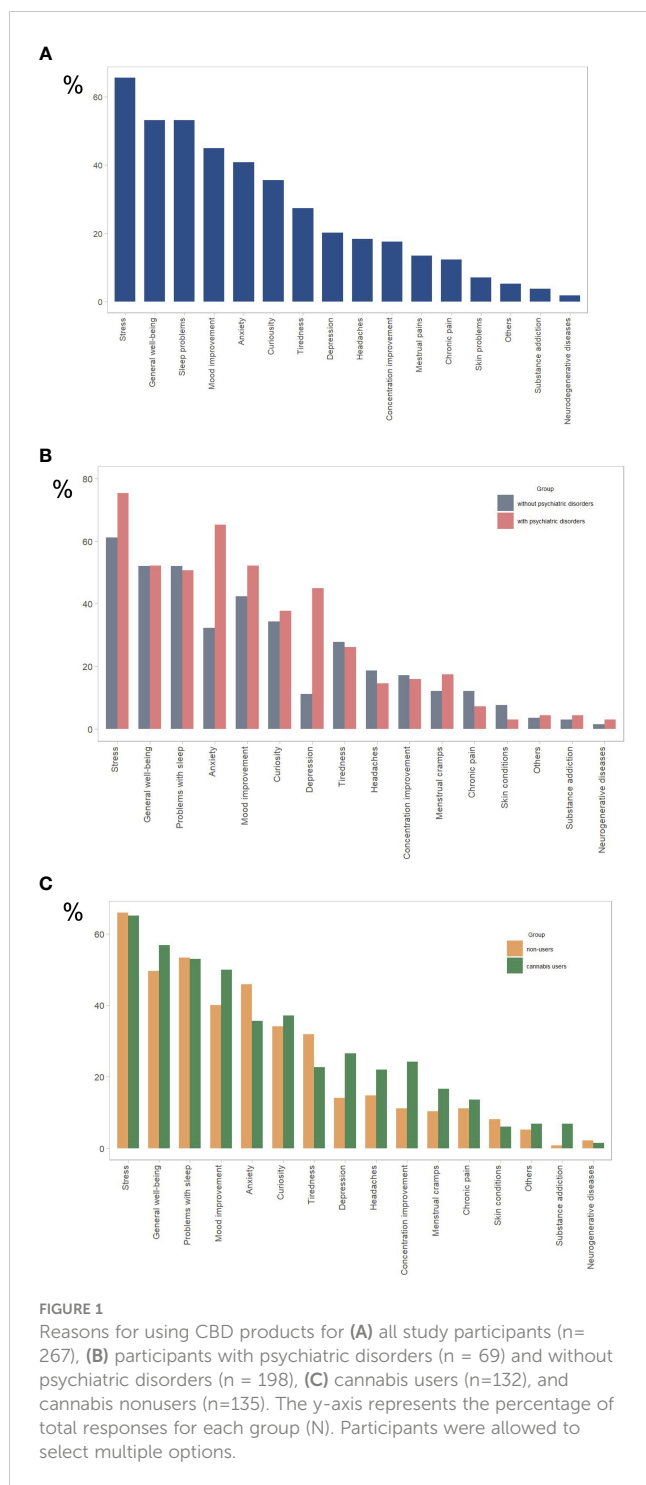 A
%
60
40
20
0
Stress
General well-being
Sleep problems
Mood improvement
Anxiety
Curiousity
Tiredness
Depression
Headaches
Concentration improvement
Mestrual pains
Chronic pain
Skin problems
Others
Substance addiction
Neurodegenerative diseases
B
%
80
60
40
20
0
Group
without psychiatric disorders
with psychiatric disorders
Stress
General well-being
Problems with sleep
Anxiety
Mood improvement
Curiosity
Depression
Tiredness
Headaches
Concentration improvement
Menstrual cramps
Chronic pain
Skin conditions
Others
Substance addiction
Neurogenerative diseases
C
%
60
40
20
0
Group
non-users
cannabis users
Stress
General well-being
Problems with sleep
Mood improvement
Anxiety
Curiosity
Tiredness
Depression
Headaches
Concentration improvement
Menstrual cramps
Chronic pain
Skin conditions
Others
Substance addiction
Neurogenerative diseases
FIGURE 1
Reasons for using CBD products for (A) all study participants (n=
267), (B) participants with psychiatric disorders (n = 69) and without
psychiatric disorders (n = 198), (C) cannabis users (n=132), and
cannabis nonusers (n=135). The y-axis represents the percentage of
total responses for each group (N). Participants were allowed to
select multiple options.